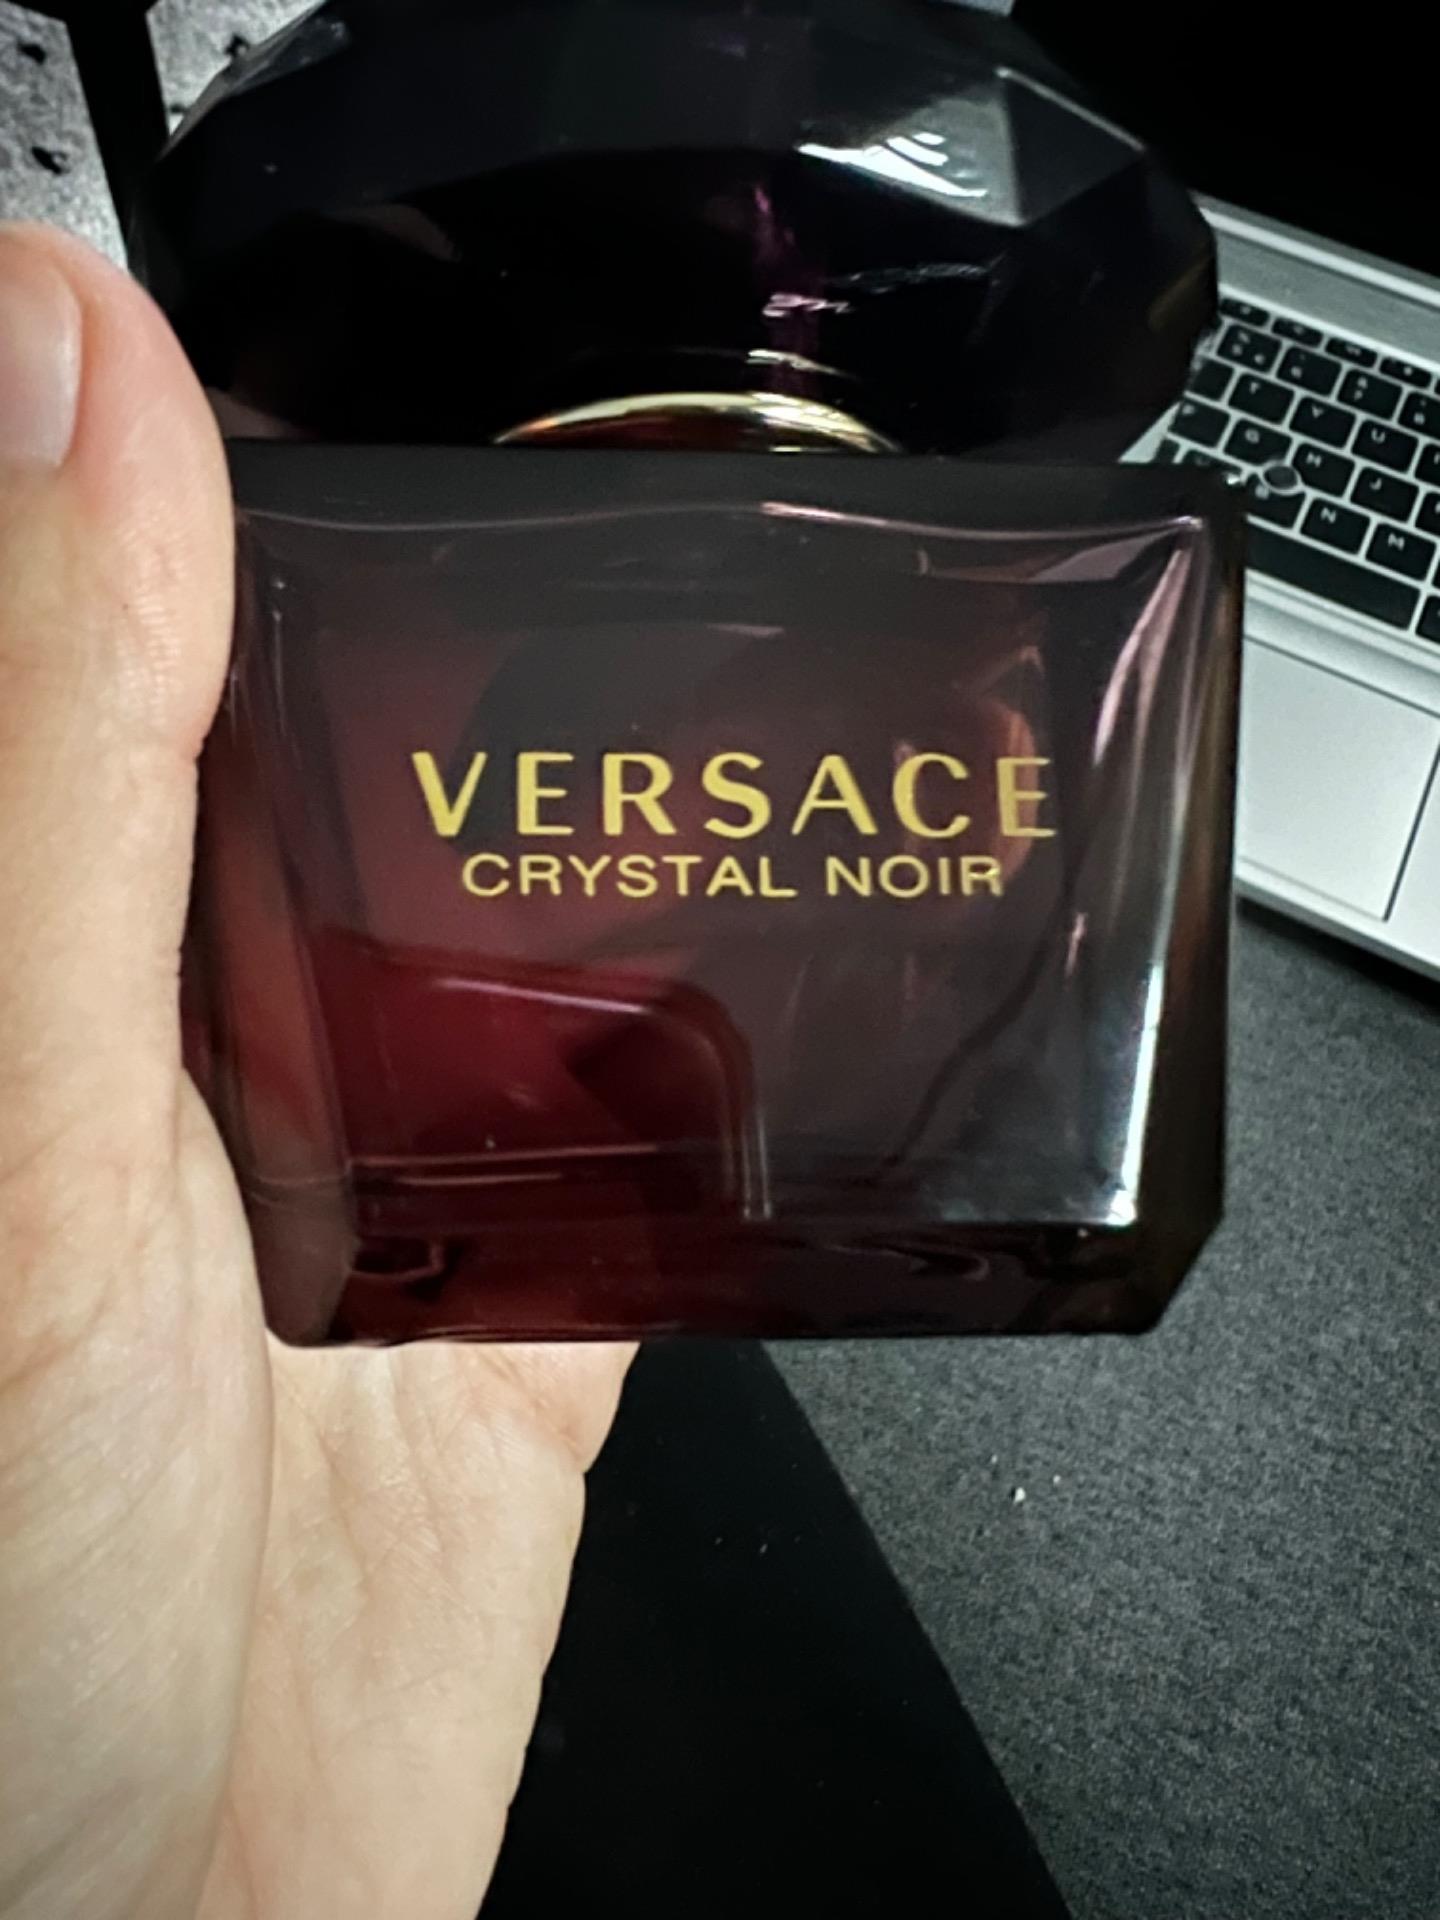 VERSACE
CRYSTAL NOIR
T Y U
G H J
B N M